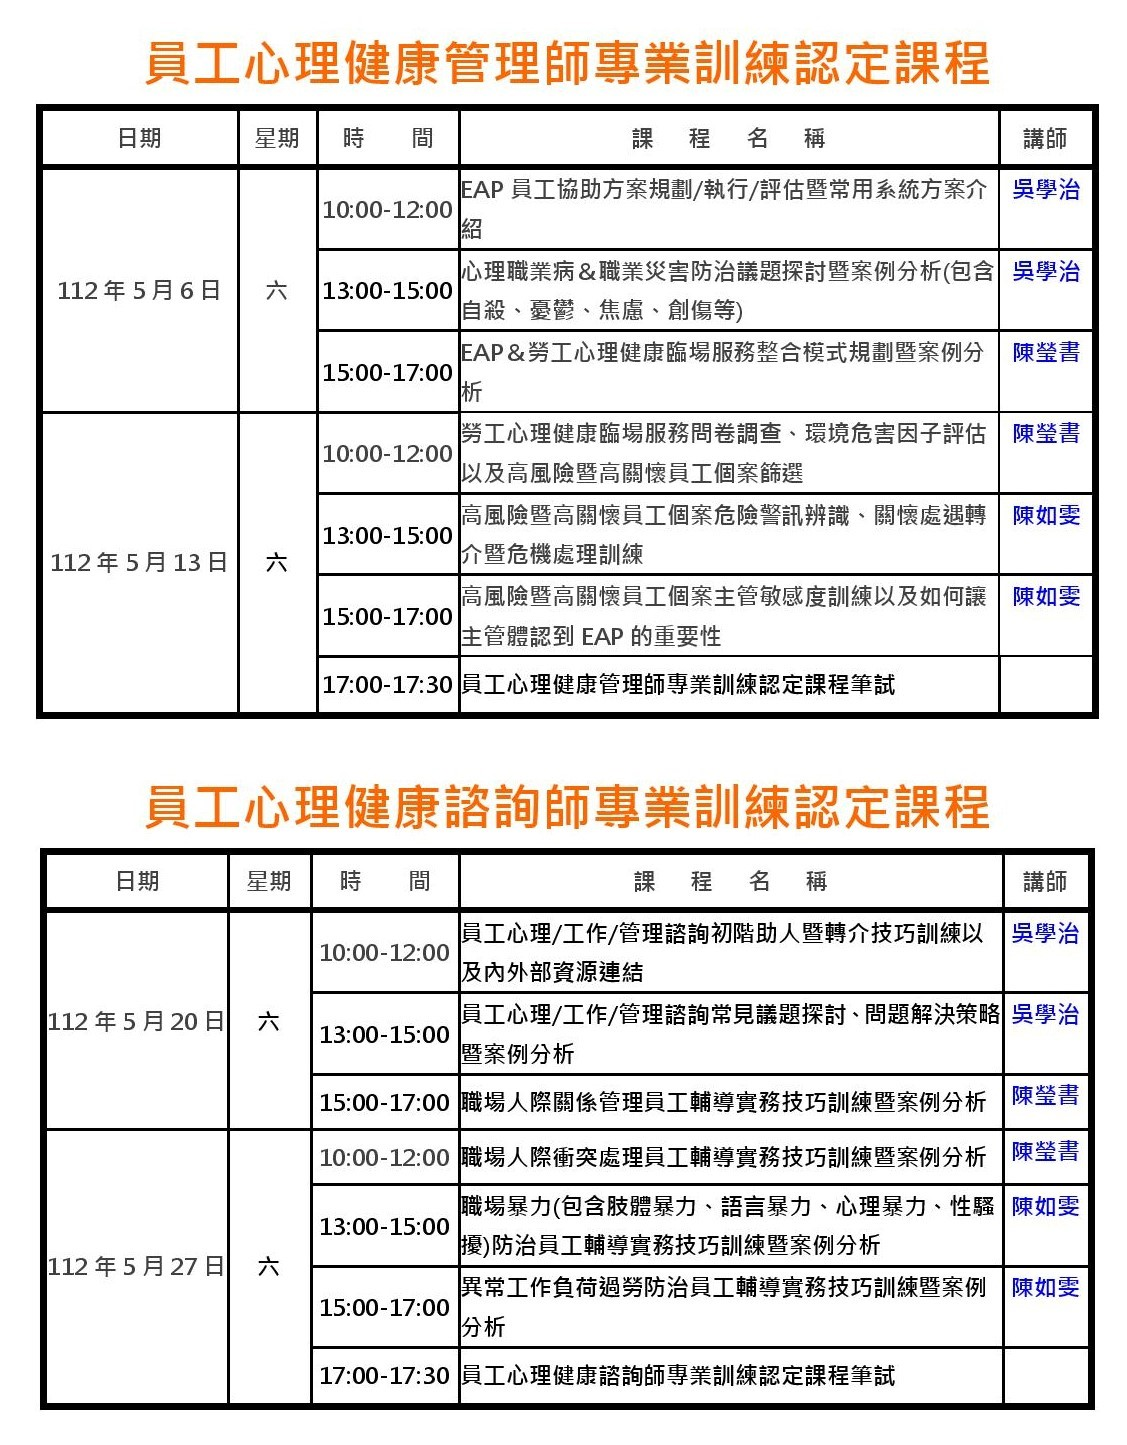 員工心理健康管理師專業訓練認定課程
日期 星期 時 間 課 程 名 稱 講師
112 年 5 月 6 日 六
10:00-12:00 EAP 員工協助方案規劃/執行/評估暨常用系統方案介 吳學治
紹
13:00-15:00 心理職業病&職業災害防治議題探討暨案例分析(包含 吳學治
自殺、憂鬱、焦慮、創傷等)
15:00-17:00 EAP&勞工心理健康臨場服務整合模式規劃暨案例分 陳瑩書
析
112 年 5 月 13 日 六
10:00-12:00 勞工心理健康臨場服務問卷調查、環境危害因子評估 陳瑩書
以及高風險暨高關懷員工個案篩選
13:00-15:00 高風險暨高關懷員工個案危險警訊辨識、關懷處遇轉 陳如雯
介暨危機處理訓練
15:00-17:00 高風險暨高關懷員工個案主管敏感度訓練以及如何讓 陳如雯
主管體認到 EAP 的重要性
17:00-17:30 員工心理健康管理師專業訓練認定課程筆試
員工心理健康諮詢師專業訓練認定課程
日期 星期 時 間 課 程 名 稱 講師
112 年 5 月 20 日 六
10:00-12:00 員工心理/工作/管理諮詢初階助人暨轉介技巧訓練以 吳學治
及內外部資源連結
13:00-15:00 員工心理/工作/管理諮詢常見議題探討、問題解決策略 吳學治
暨案例分析
15:00-17:00 職場人際關係管理員工輔導實務技巧訓練暨案例分析 陳瑩書
112 年 5 月 27 日 六
10:00-12:00 職場人際衝突處理員工輔導實務技巧訓練暨案例分析 陳瑩書
13:00-15:00 職場暴力(包含肢體暴力、語言暴力、心理暴力、性騷 陳如雯
擾)防治員工輔導實務技巧訓練暨案例分析
15:00-17:00 異常工作負荷過勞防治員工輔導實務技巧訓練暨案例 陳如雯
分析
17:00-17:30 員工心理健康諮詢師專業訓練認定課程筆試